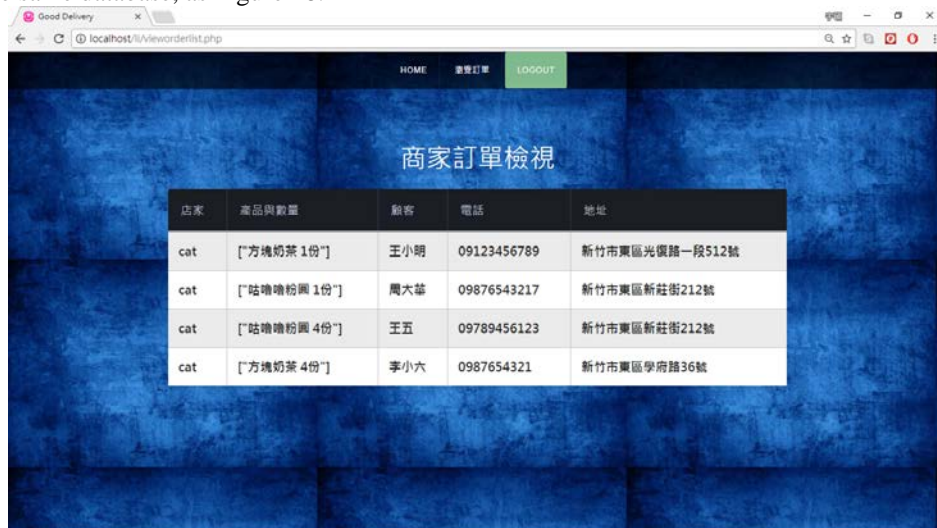 Good Delivery
localhost/li/vieworderlist.php
HOME 瀏覽訂單 LOGOUT
商家訂單檢視
店家 產品與數量 顧客 電話 地址
cat ["方塊奶茶 1份"] 王小明 09123456789 新竹市東區光復路一段512號
cat ["咕嚕嚕粉圓 1份"] 周大華 09876543217 新竹市東區新莊街212號
cat ["咕嚕嚕粉圓 4份"] 王五 09789456123 新竹市東區新莊街212號
cat ["方塊奶茶 4份"] 李小六 0987654321 新竹市東區學府路36號